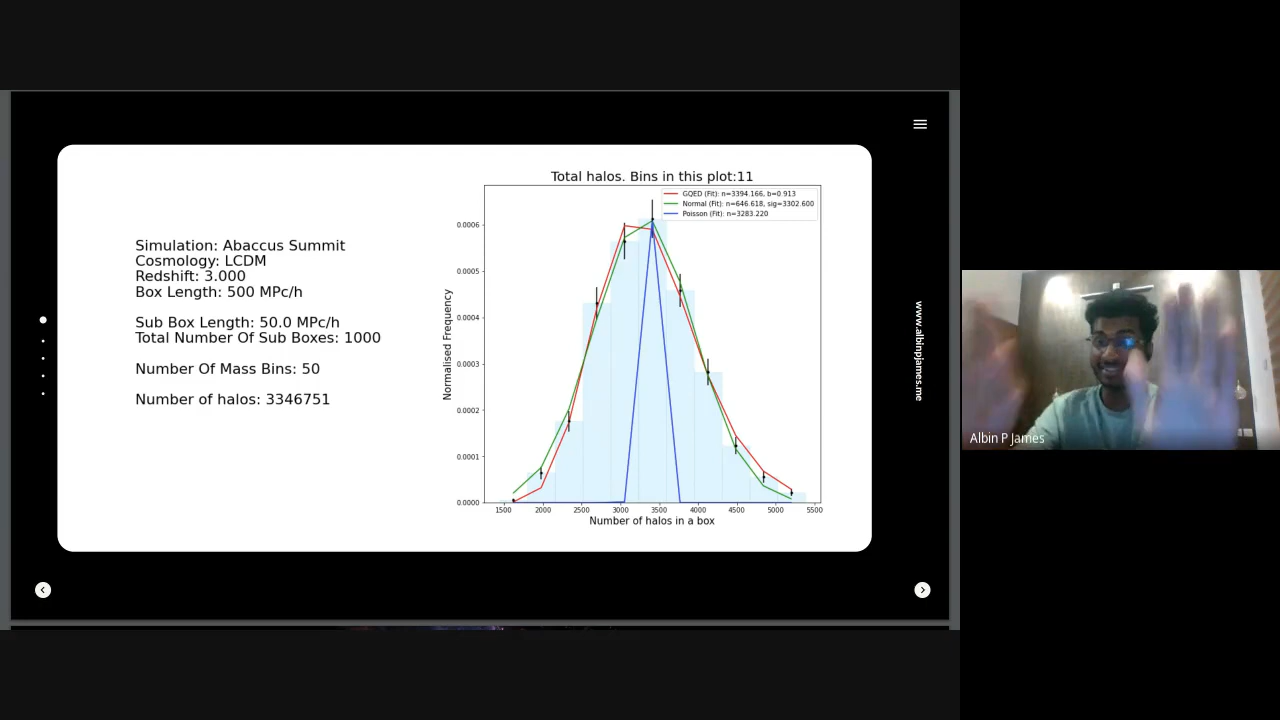 Simulation: Abaccus Summit
Cosmology: LCDM
Redshift: 3.000
Box Length: 500 MPc/h
Sub Box Length: 50.0 MPc/h
Total Number Of Sub Boxes: 1000
Number Of Mass Bins: 50
Number of halos: 3346751
Total halos. Bins in this plot:11
GQED (Fit): n=3394.166, b=0.913
Normal (Fit): n=646.618, sig=3302.600
Poisson (Fit): n=3283.220
Normalised Frequency
0.0006
0.0005
0.0004
0.0003
0.0002
0.0001
0.0000
1500 2000 2500 3000 3500 4000 4500 5000 5500
Number of halos in a box
www.albinpjames.me
Albin P James